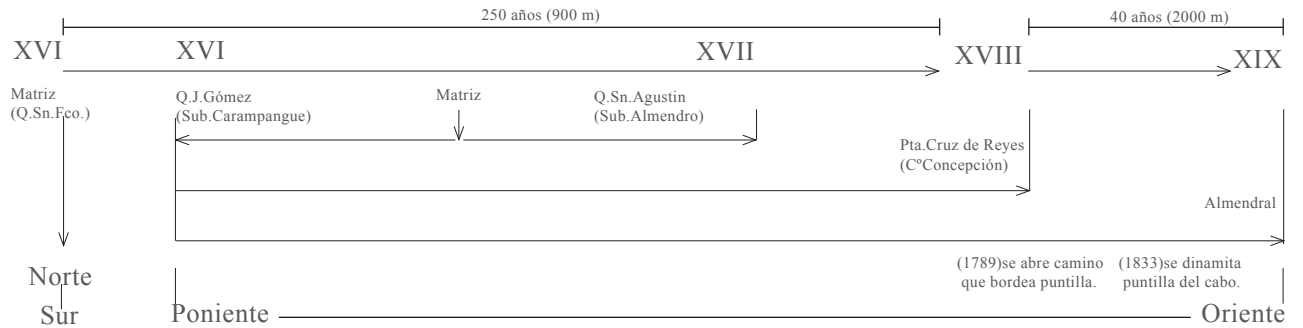 250 años (900 m)
40 años (2000 m)
XVI
XVI
XVII
XVIII
XIX
Matriz
(Q.Sn.Fco.)
Q.J.Gómez
(Sub.Carampangue)
Matriz
Q.Sn.Agustin
(Sub.Almendro)
Pta.Cruz de Reyes
(CºConcepción)
Almendral
(1789)se abre camino
que bordea puntilla.
(1833)se dinamita
puntilla del cabo.
Norte
Sur
Poniente
Oriente